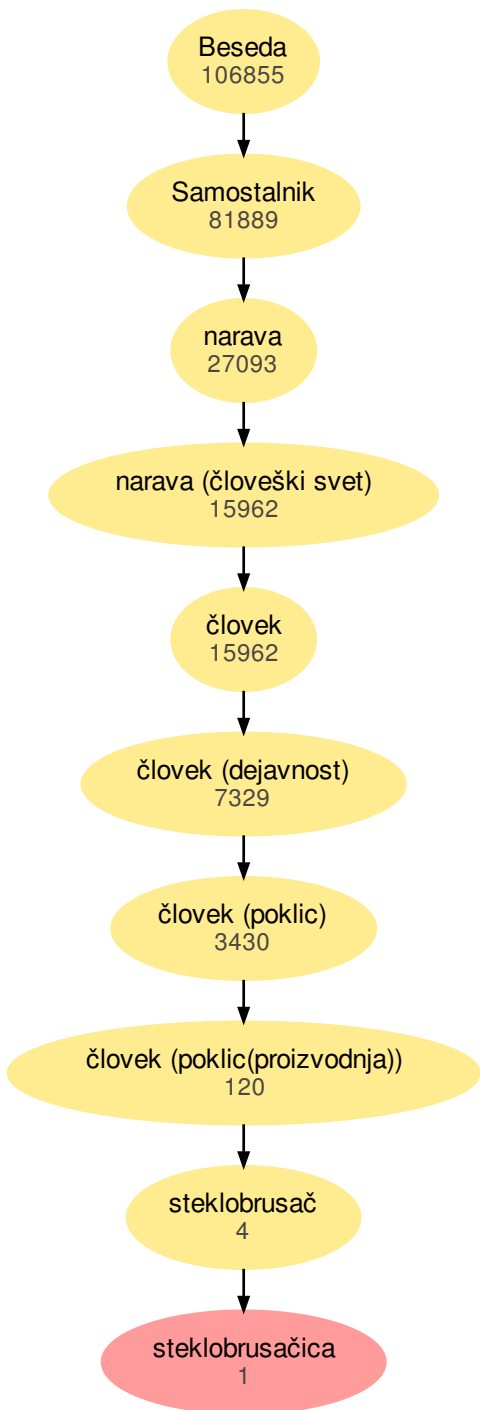 Beseda
106855
Samostalnik
81889
narava
27093
narava (človeški svet)
15962
človek
15962
človek (dejavnost)
7329
človek (poklic)
3430
človek (poklic(proizvodnja))
120
steklobrusač
4
steklobrusačica
1